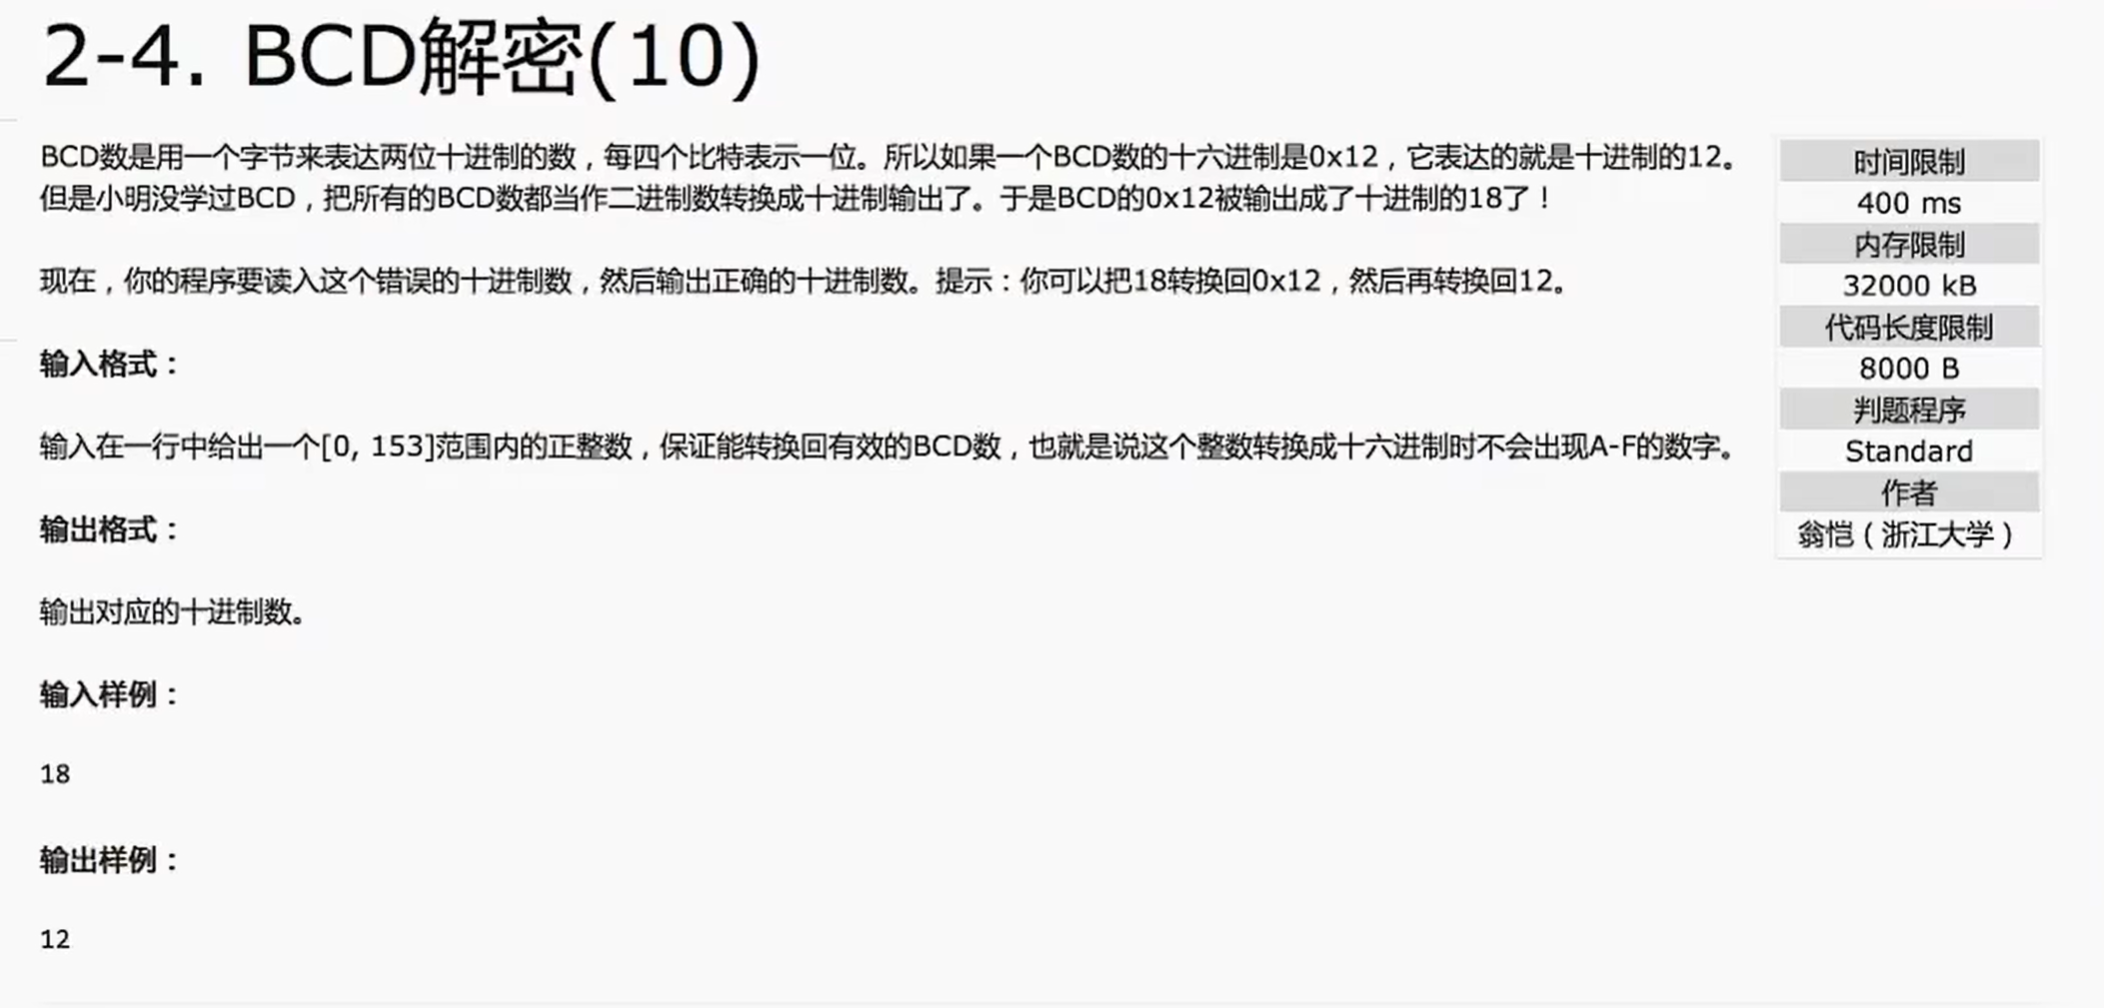 2-4. BCD解密(10)
BCD数是用一个字节来表达两位十进制的数，每四个比特表示一位。所以如果一个BCD数的十六进制是0x12，它表达的就是十进制的12。
但是小明没学过BCD，把所有的BCD数都当作二进制数转换成十进制输出了。于是BCD的0x12被输出成了十进制的18了！
现在，你的程序要读入这个错误的十进制数，然后输出正确的十进制数。提示：你可以把18转换回0x12，然后再转换回12。
输入格式：
输入在一行中给出一个[0, 153]范围内的正整数，保证能转换回有效的BCD数，也就是说这个整数转换成十六进制时不会出现A-F的数字。
输出格式：
输出对应的十进制数。
输入样例：
18
输出样例：
12
时间限制
400 ms
内存限制
32000 kB
代码长度限制
8000 B
判题程序
Standard
作者
翁恺（浙江大学）